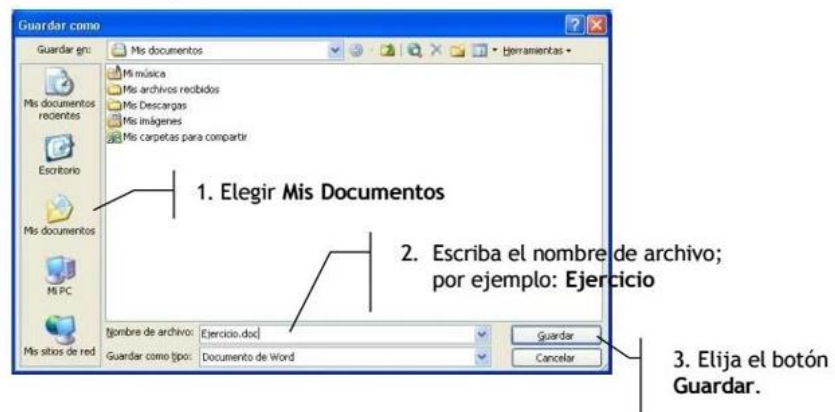 Guardar como
Guardar en: Mis documentos Herramientas
Mi música
Mis archivos recibidos
Mis Descargas
Mis imágenes
Mis carpetas para compartir
Mis documentos
recientes
Escritorio
Mis documentos
Mi PC
Mis sitios de red
1. Elegir Mis Documentos
2. Escriba el nombre de archivo;
por ejemplo: Ejercicio
Nombre de archivo: Ejercicio.doc Guardar
Guardar como tipo: Documento de Word Cancelar
3. Elija el botón
Guardar.